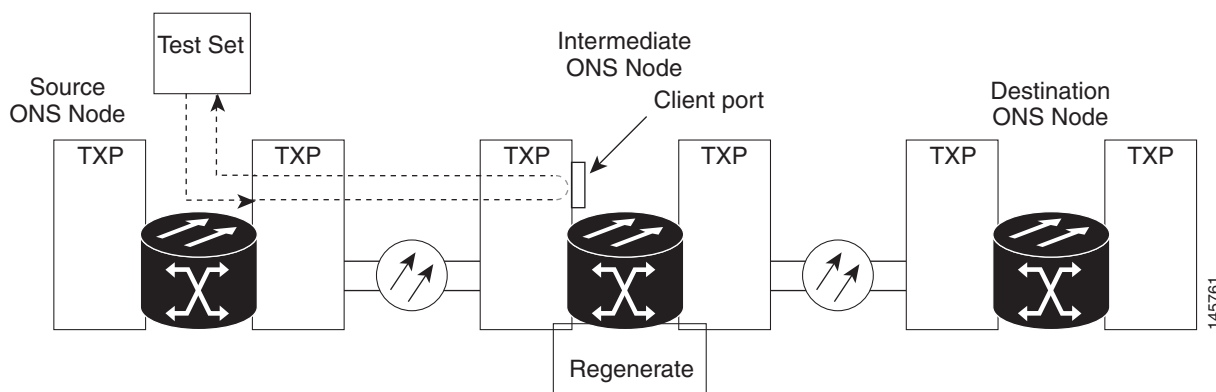 Test Set
Source
ONS Node
Intermediate
ONS Node
Client port
Destination
ONS Node
TXP
TXP
TXP
TXP
TXP
TXP
Regenerate
145761